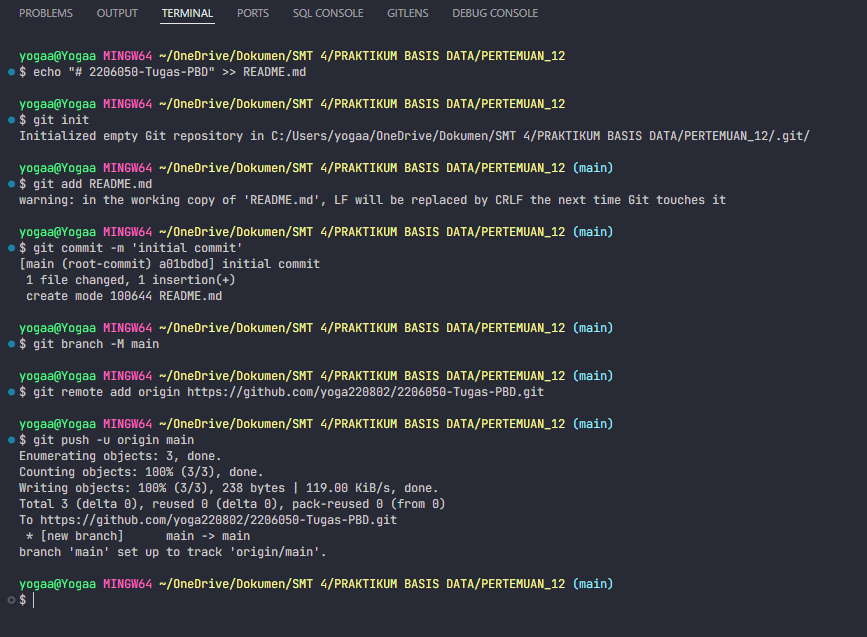 PROBLEMS OUTPUT TERMINAL PORTS SQL CONSOLE GITLENS DEBUG CONSOLE
yogaa@Yogaa MINGW64 ~/OneDrive/Dokumen/SMT 4/PRAKTIKUM BASIS DATA/PERTEMUAN_12
$ echo "# 2206050-Tugas-PBD" >> README.md
yogaa@Yogaa MINGW64 ~/OneDrive/Dokumen/SMT 4/PRAKTIKUM BASIS DATA/PERTEMUAN_12
$ git init
Initialized empty Git repository in C:/Users/yogaa/OneDrive/Dokumen/SMT 4/PRAKTIKUM BASIS DATA/PERTEMUAN_12/.git/
yogaa@Yogaa MINGW64 ~/OneDrive/Dokumen/SMT 4/PRAKTIKUM BASIS DATA/PERTEMUAN_12 (main)
$ git add README.md
warning: in the working copy of 'README.md', LF will be replaced by CRLF the next time Git touches it
yogaa@Yogaa MINGW64 ~/OneDrive/Dokumen/SMT 4/PRAKTIKUM BASIS DATA/PERTEMUAN_12 (main)
$ git commit -m 'initial commit'
[main (root-commit) a01bdbd] initial commit
1 file changed, 1 insertion(+)
create mode 100644 README.md
yogaa@Yogaa MINGW64 ~/OneDrive/Dokumen/SMT 4/PRAKTIKUM BASIS DATA/PERTEMUAN_12 (main)
$ git branch -M main
yogaa@Yogaa MINGW64 ~/OneDrive/Dokumen/SMT 4/PRAKTIKUM BASIS DATA/PERTEMUAN_12 (main)
$ git remote add origin https://github.com/yoga220802/2206050-Tugas-PBD.git
yogaa@Yogaa MINGW64 ~/OneDrive/Dokumen/SMT 4/PRAKTIKUM BASIS DATA/PERTEMUAN_12 (main)
$ git push -u origin main
Enumerating objects: 3, done.
Counting objects: 100% (3/3), done.
Writing objects: 100% (3/3), 238 bytes | 119.00 KiB/s, done.
Total 3 (delta 0), reused 0 (delta 0), pack-reused 0 (from 0)
To https://github.com/yoga220802/2206050-Tugas-PBD.git
* [new branch] main -> main
branch 'main' set up to track 'origin/main'.
yogaa@Yogaa MINGW64 ~/OneDrive/Dokumen/SMT 4/PRAKTIKUM BASIS DATA/PERTEMUAN_12 (main)
$